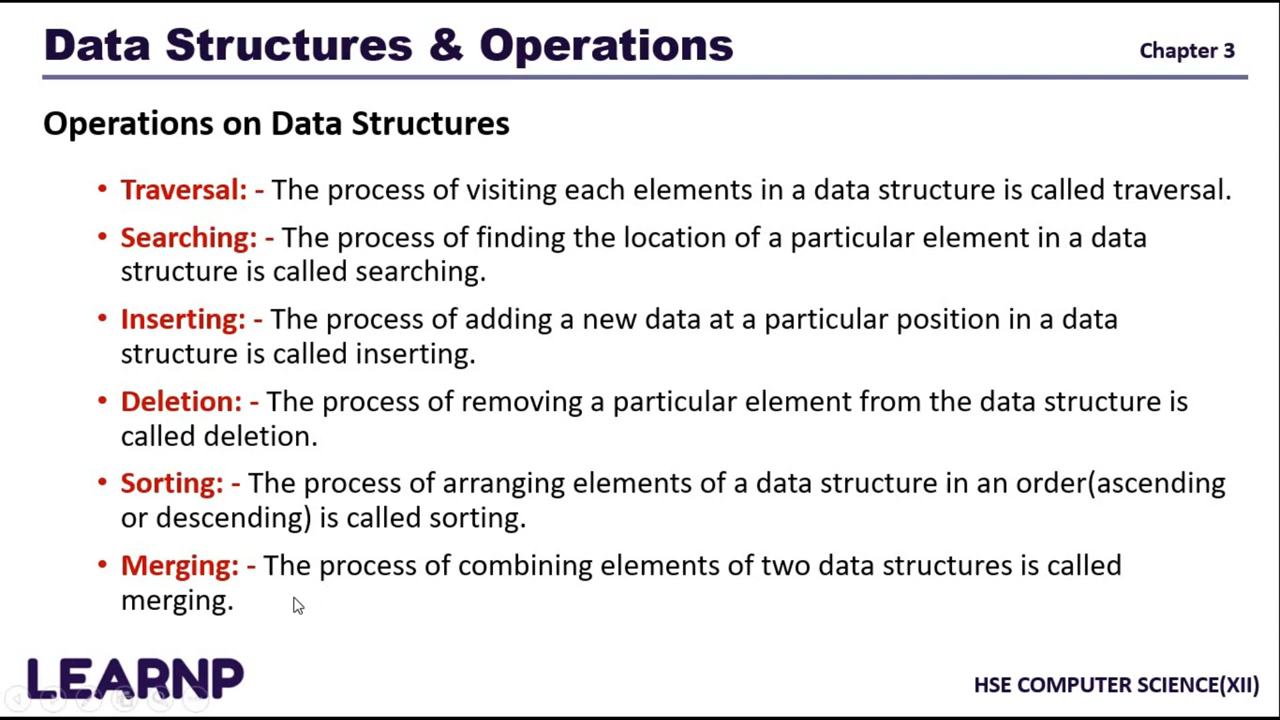 Data Structures & Operations
Chapter 3
Operations on Data Structures
• Traversal: - The process of visiting each elements in a data structure is called traversal.
• Searching: - The process of finding the location of a particular element in a data
structure is called searching.
• Inserting: - The process of adding a new data at a particular position in a data
structure is called inserting.
• Deletion: - The process of removing a particular element from the data structure is
called deletion.
• Sorting: - The process of arranging elements of a data structure in an order(ascending
or descending) is called sorting.
• Merging: - The process of combining elements of two data structures is called
merging.
LEARNP
HSE COMPUTER SCIENCE(XII)